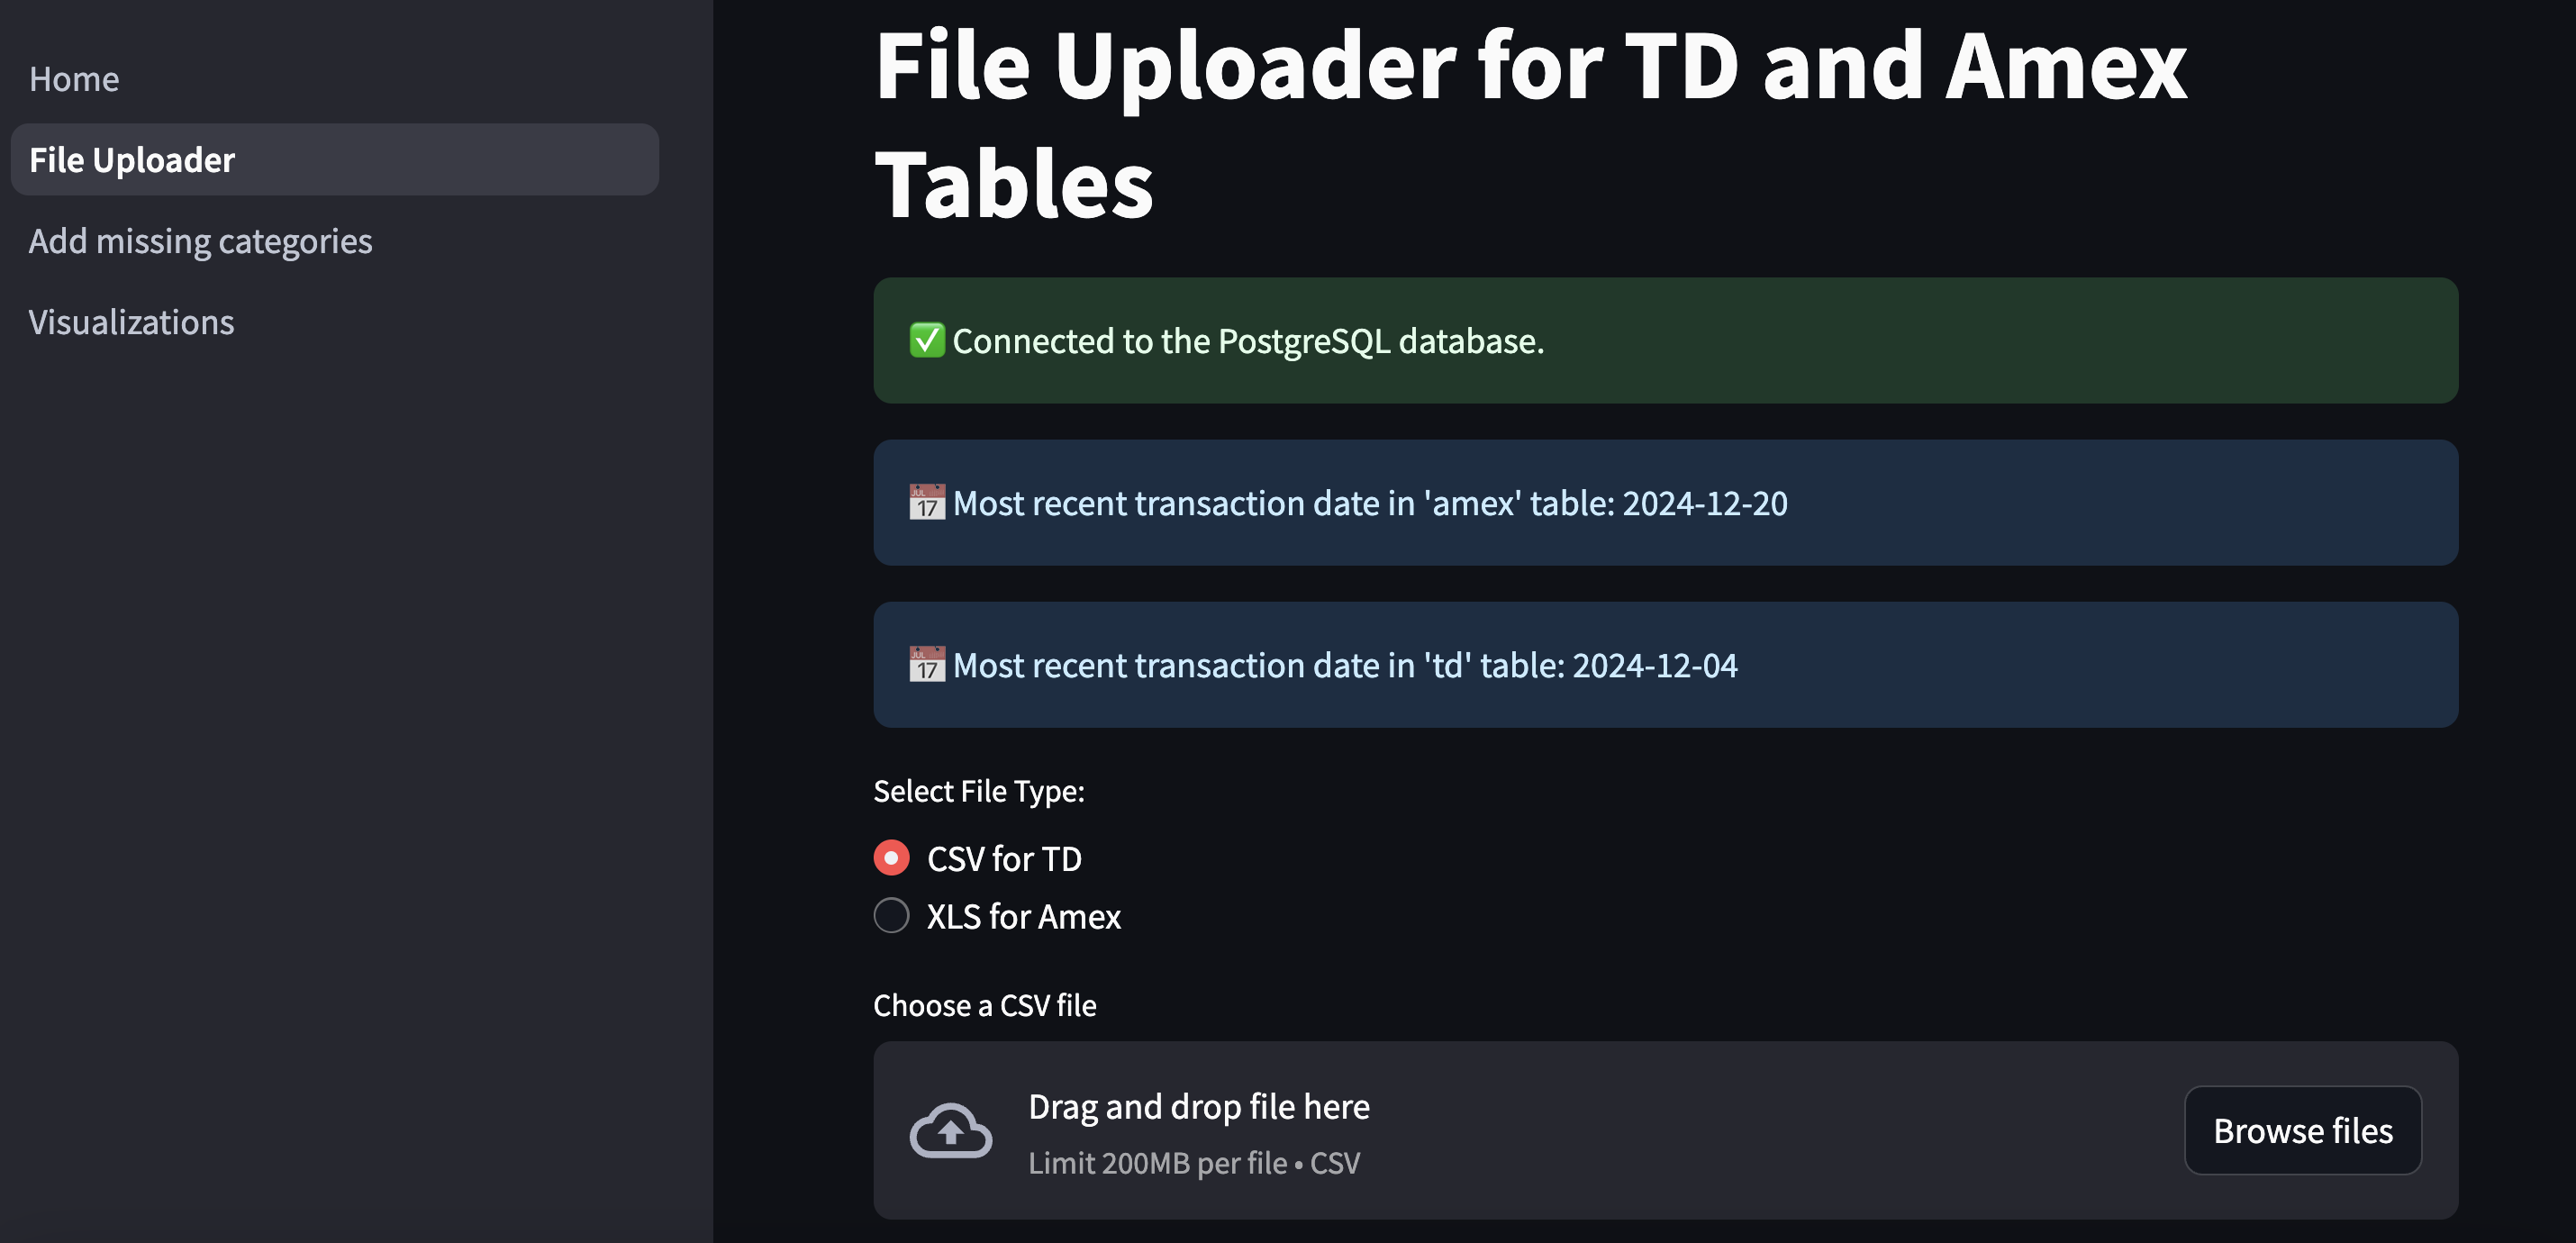 Home
File Uploader
Add missing categories
Visualizations
File Uploader for TD and Amex
Tables
✅ Connected to the PostgreSQL database.
📅 Most recent transaction date in 'amex' table: 2024-12-20
📅 Most recent transaction date in 'td' table: 2024-12-04
Select File Type:
CSV for TD
XLS for Amex
Choose a CSV file
Drag and drop file here
Limit 200MB per file • CSV
Browse files